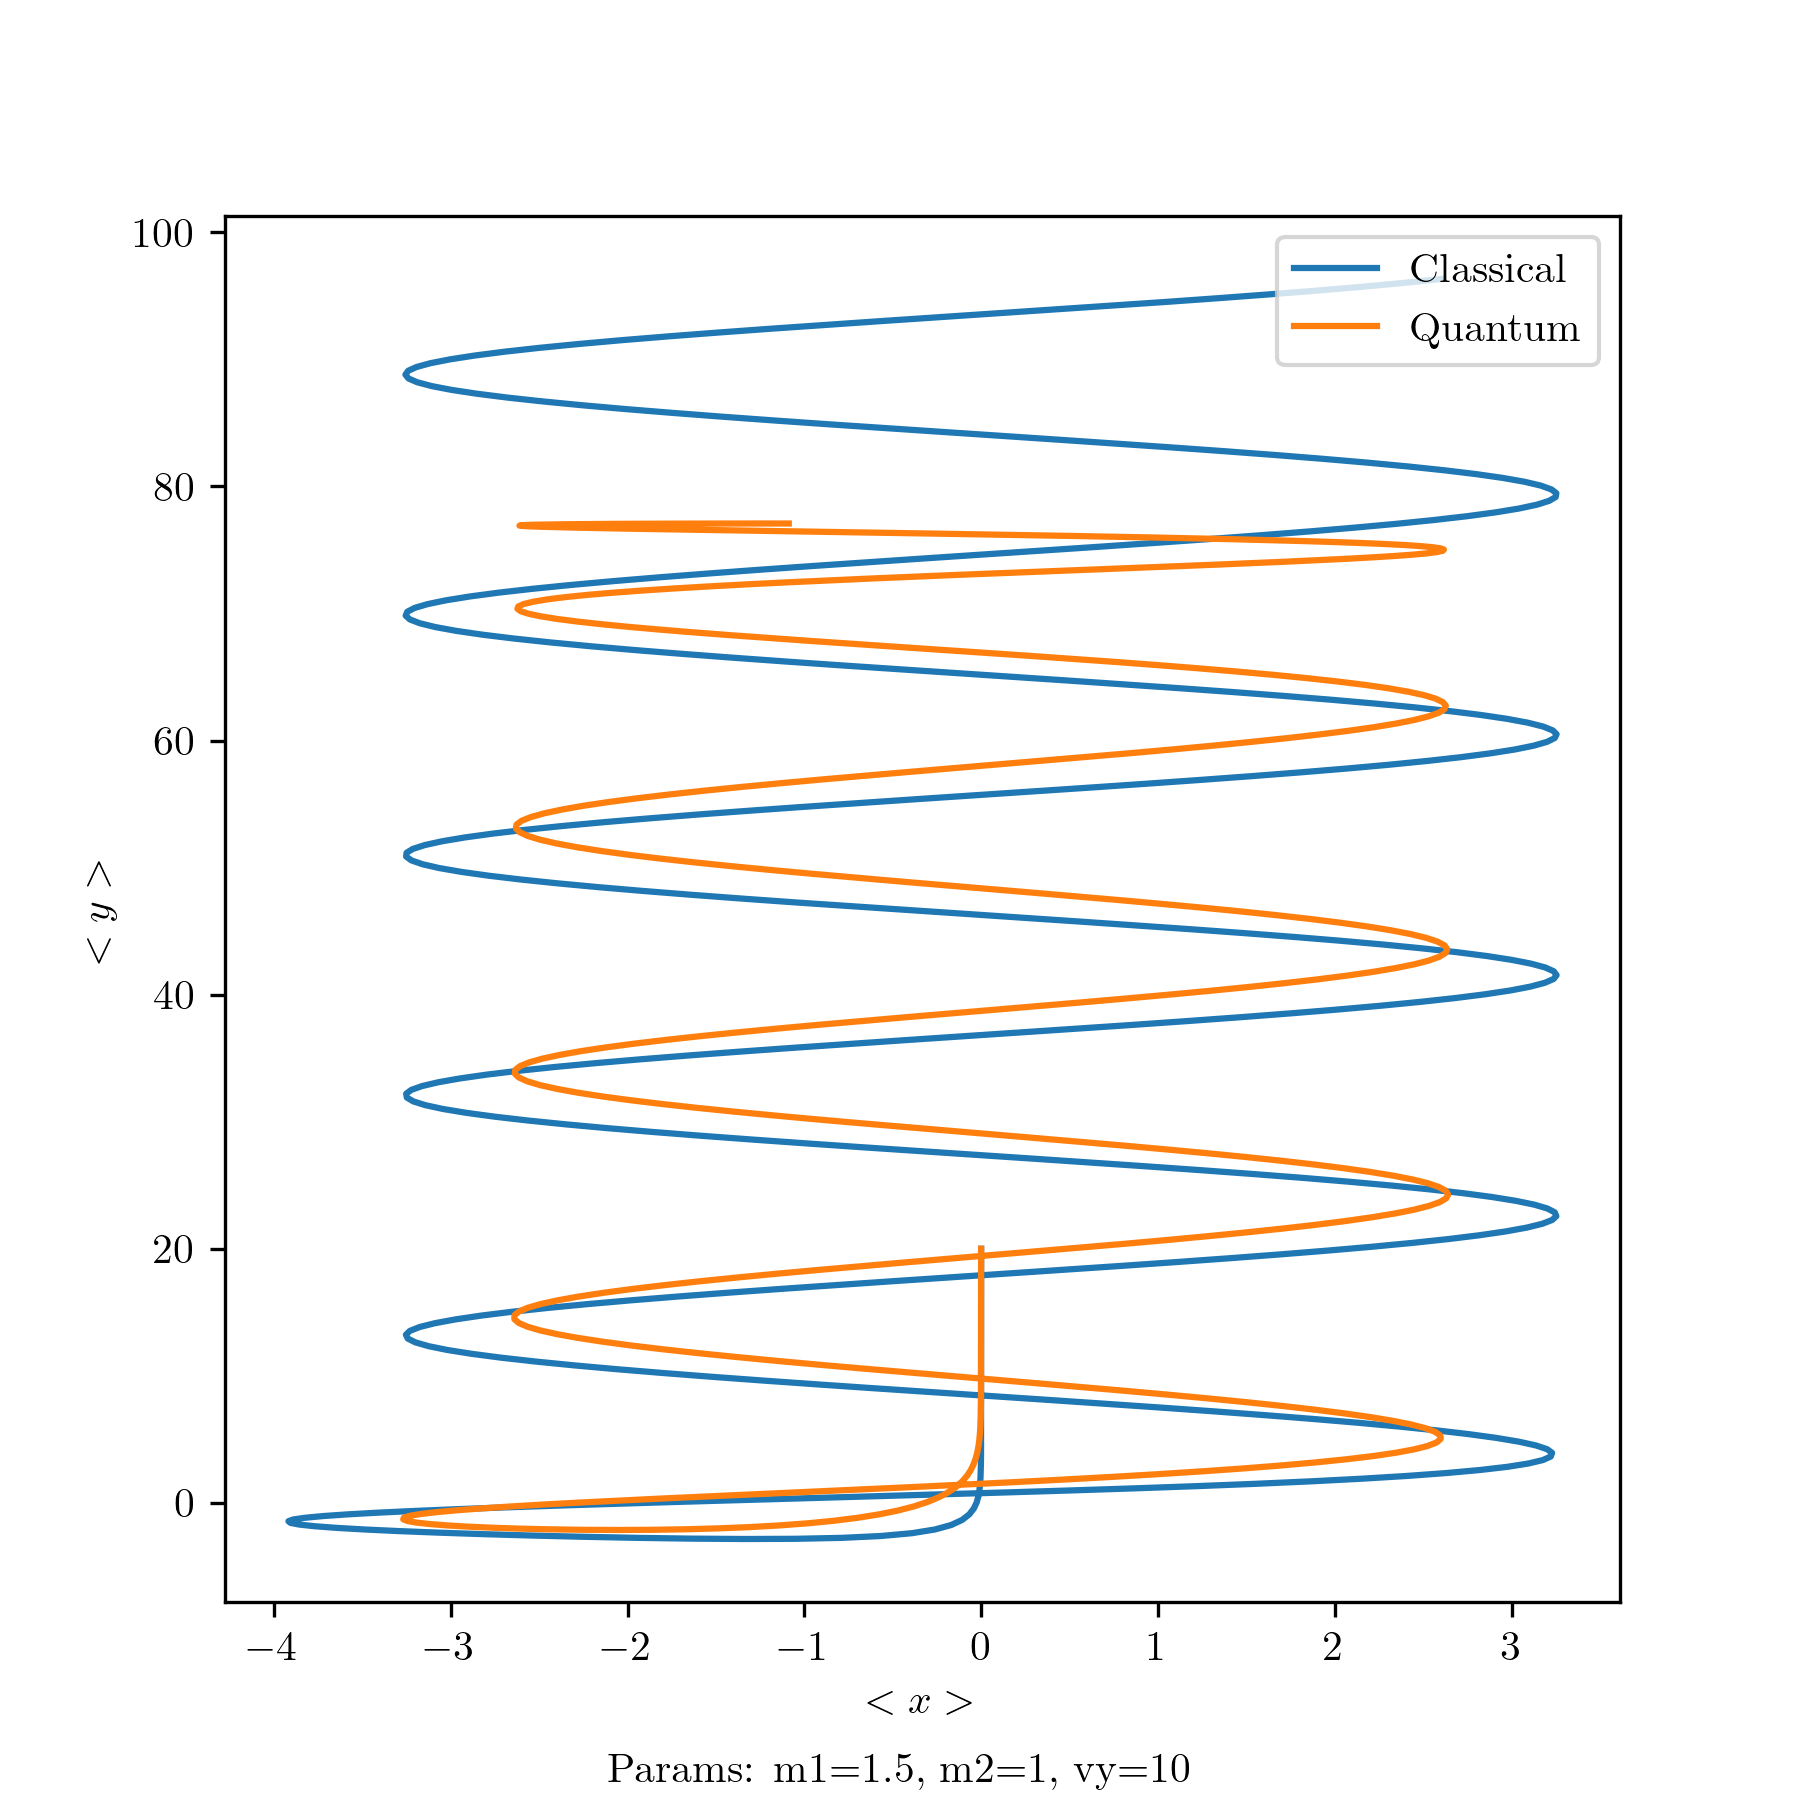 Classical
Quantum
100
80
60
40
20
0
< y >
−4 −3 −2 −1 0 1 2 3
< x >
Params: m1=1.5, m2=1, vy=10